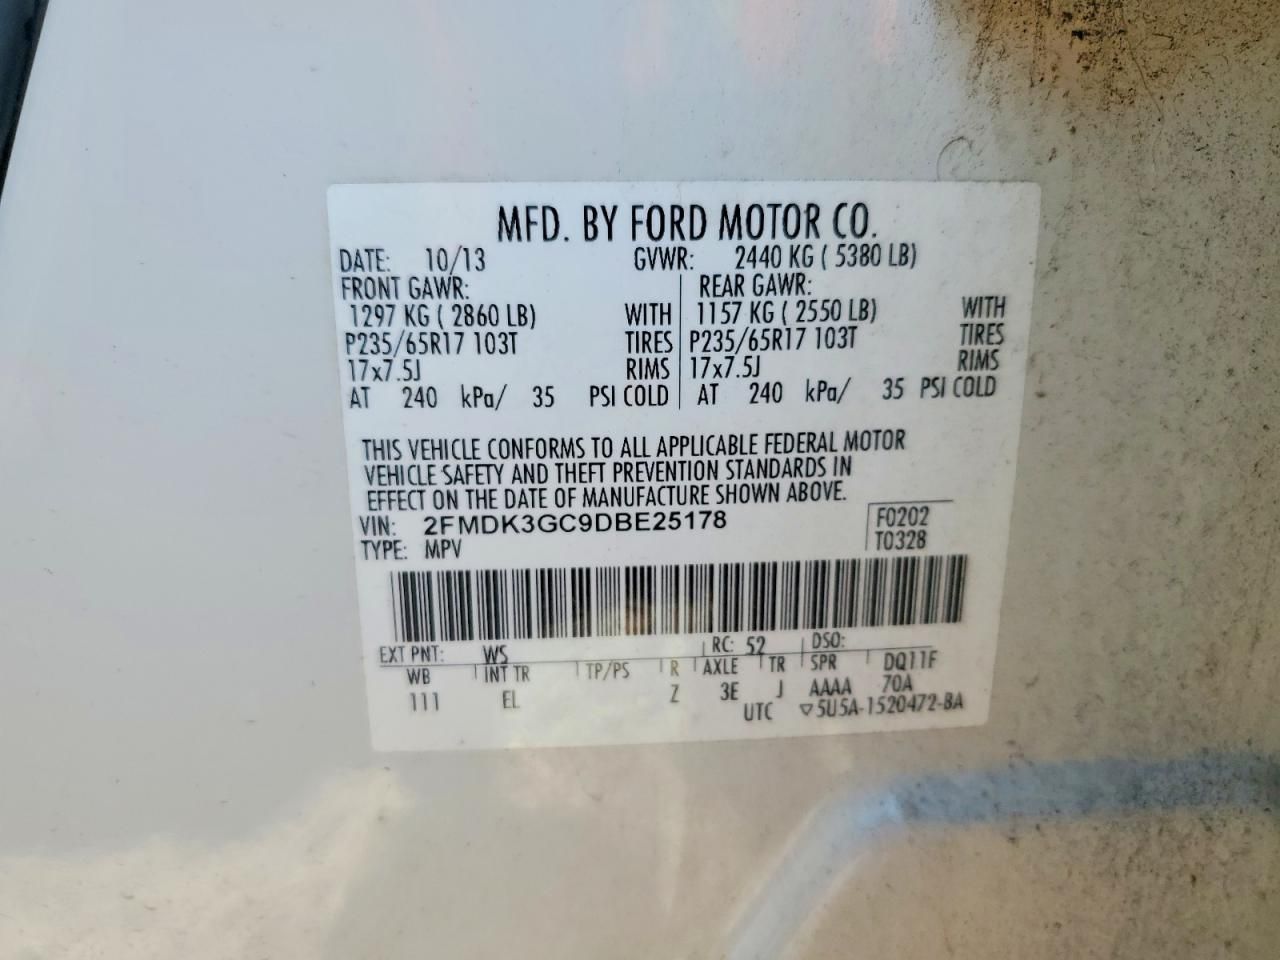 MFD. BY FORD MOTOR CO.
DATE: 10/13 GVWR: 2440 KG ( 5380 LB)
FRONT GAWR: REAR GAWR:
1297 KG ( 2860 LB) WITH 1157 KG ( 2550 LB) WITH
P235/65R17 103T TIRES P235/65R17 103T TIRES
17x7.5J RIMS 17x7.5J RIMS
AT 240 kPa/ 35 PSI COLD AT 240 kPa/ 35 PSI COLD
THIS VEHICLE CONFORMS TO ALL APPLICABLE FEDERAL MOTOR
VEHICLE SAFETY AND THEFT PREVENTION STANDARDS IN
EFFECT ON THE DATE OF MANUFACTURE SHOWN ABOVE.
VIN: 2FMDK3GC9DBE25178 F0202
TYPE: MPV T0328
EXT PNT: WS RC: 52 DSO:
WB INT TR TP/PS R AXLE TR SPR DQ11F
111 EL Z 3E J AAAA 70A
UTC ▽5U5A-1520472-BA